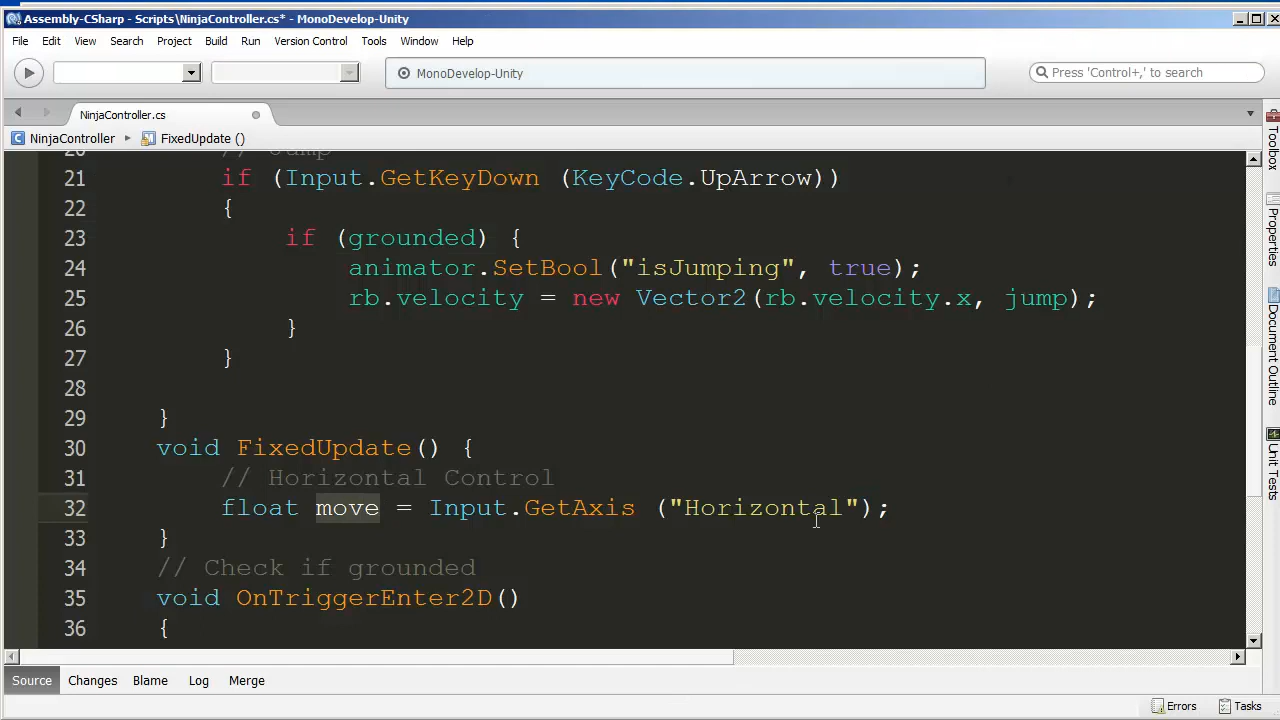 Assembly-CSharp - Scripts\NinjaController.cs* - MonoDevelop-Unity
File Edit View Search Project Build Run Version Control Tools Window Help
MonoDevelop-Unity
Press 'Control+,' to search
NinjaController.cs
NinjaController FixedUpdate ()
20 // Jump
21 if (Input.GetKeyDown (KeyCode.UpArrow))
22 {
23 if (grounded) {
24 animator.SetBool("isJumping", true);
25 rb.velocity = new Vector2(rb.velocity.x, jump);
26 }
27 }
28
29 }
30 void FixedUpdate() {
31 // Horizontal Control
32 float move = Input.GetAxis ("Horizontal");
33 }
34 // Check if grounded
35 void OnTriggerEnter2D()
36 {
Toolbox
Properties
Document Outline
Unit Tests
Source Changes Blame Log Merge
Errors Tasks